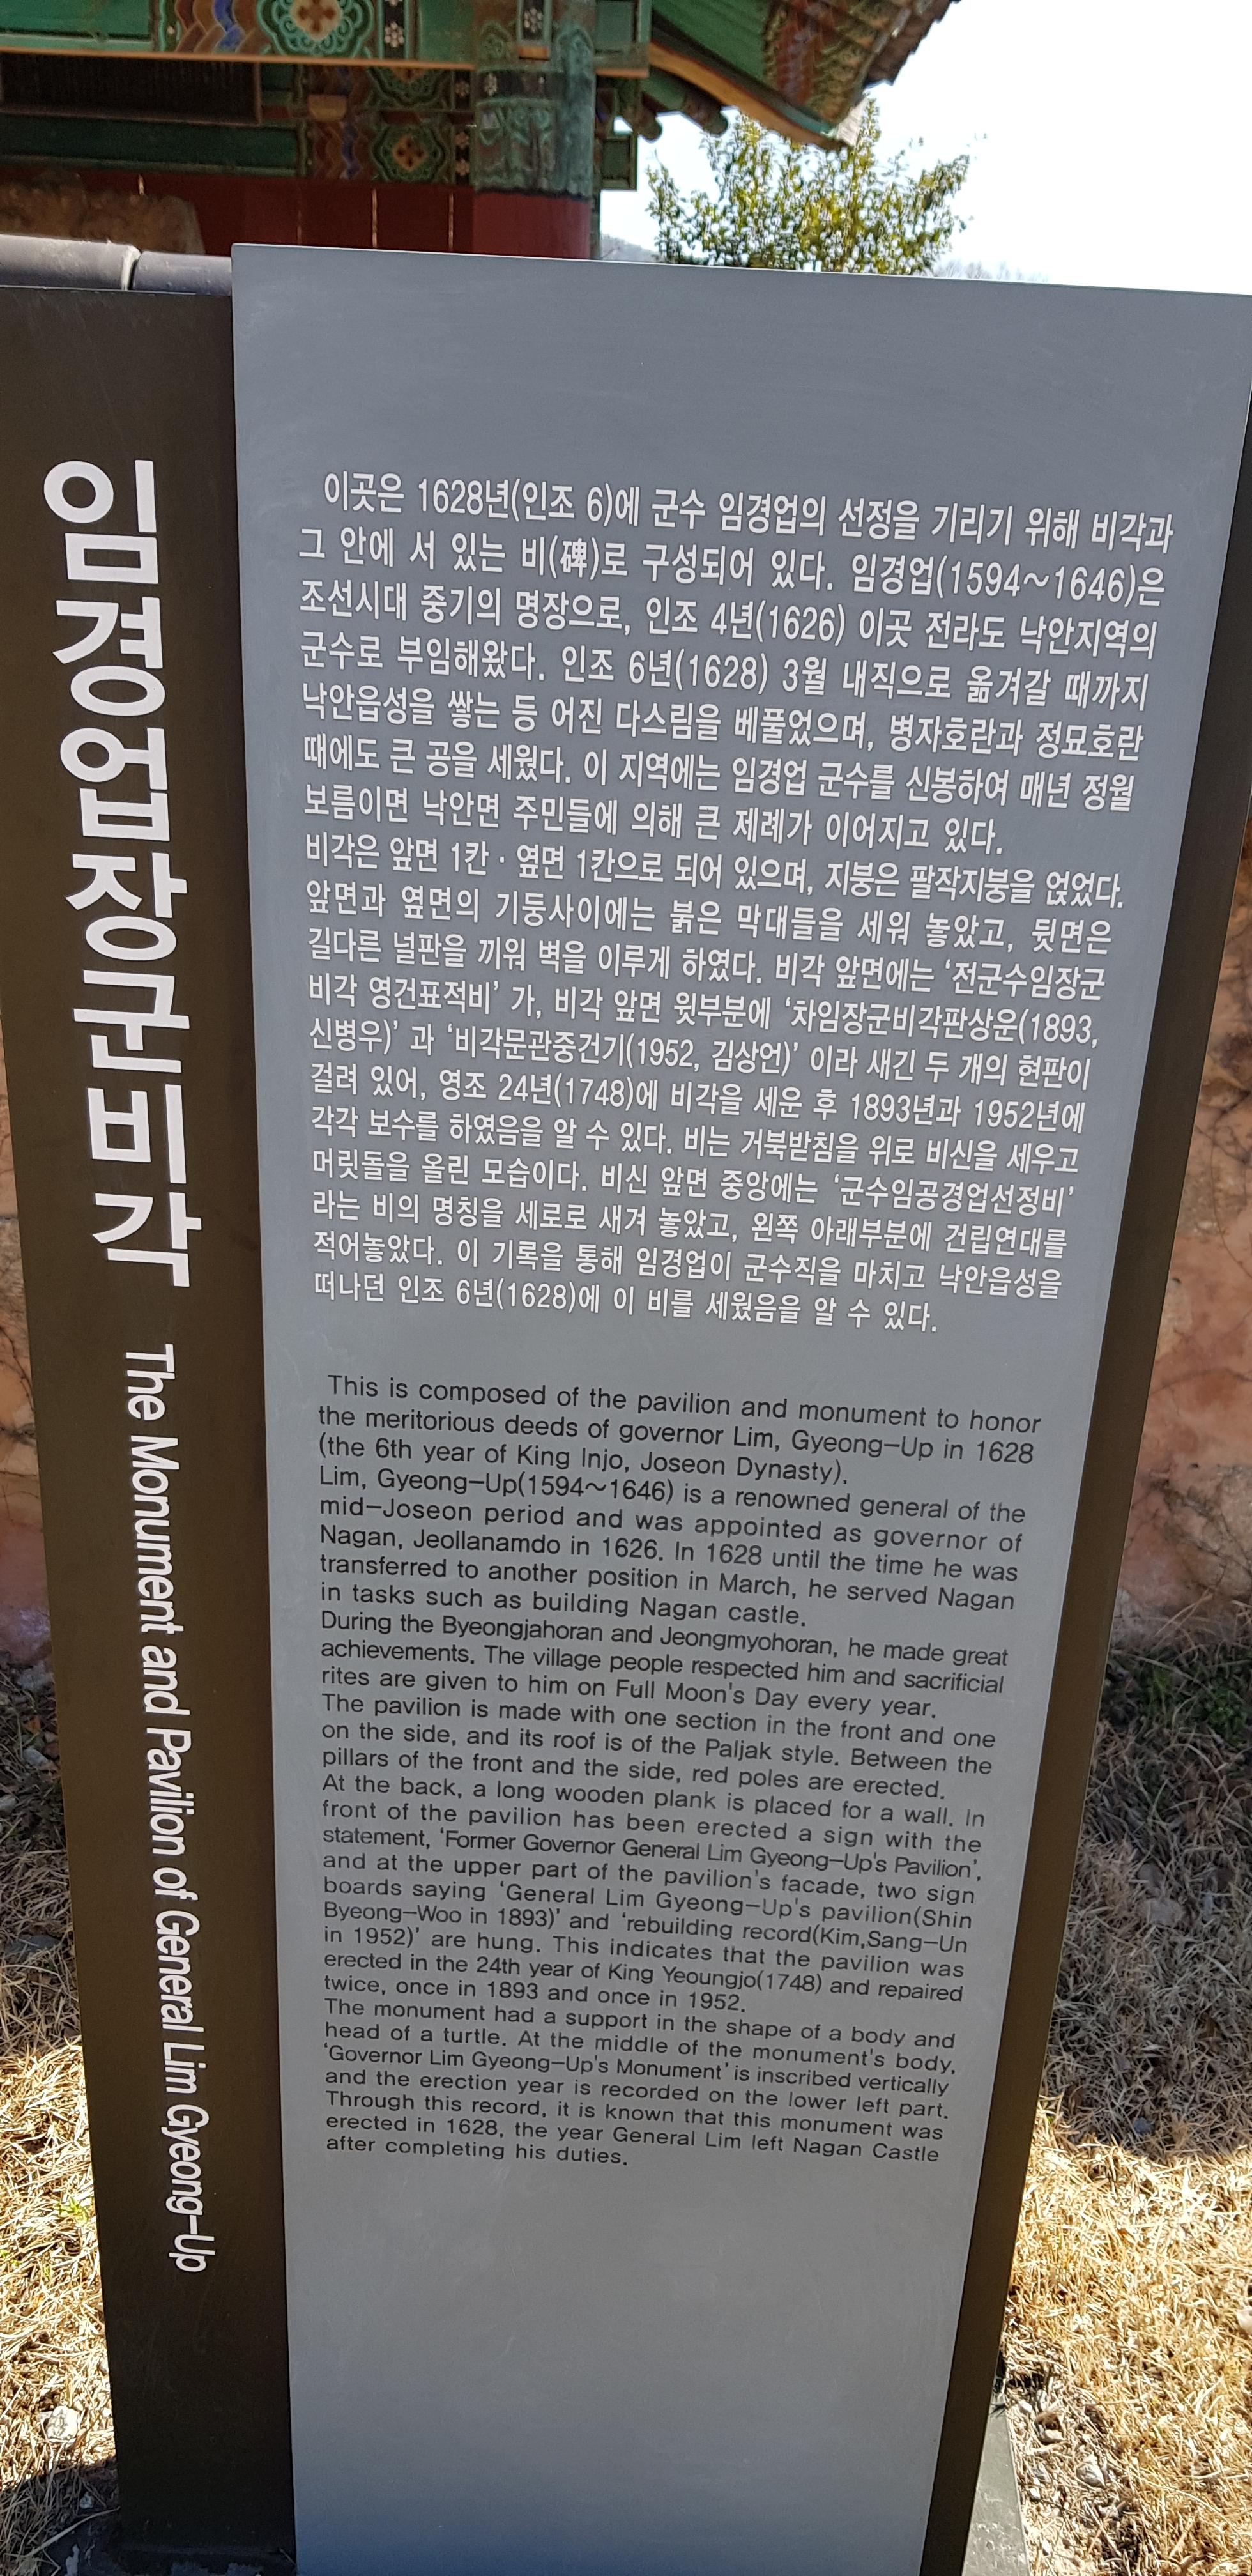 임경업장군비각 The Monument and Pavilion of General Lim Gyeong-Up
이곳은 1628년(인조 6)에 군수 임경업의 선정을 기리기 위해 비각과
그 안에 서 있는 비(碑)로 구성되어 있다. 임경업(1594~1646)은
조선시대 중기의 명장으로, 인조 4년(1626) 이곳 전라도 낙안지역의
군수로 부임해왔다. 인조 6년(1628) 3월 내직으로 옮겨갈 때까지
낙안읍성을 쌓는 등 어진 다스림을 베풀었으며, 병자호란과 정묘호란
때에도 큰 공을 세웠다. 이 지역에는 임경업 군수를 신봉하여 매년 정월
보름이면 낙안면 주민들에 의해 큰 제례가 이어지고 있다.
비각은 앞면 1칸·옆면 1칸으로 되어 있으며, 지붕은 팔작지붕을 얹었다.
앞면과 옆면의 기둥사이에는 붉은 막대들을 세워 놓았고, 뒷면은
길다른 널판을 끼워 벽을 이루게 하였다. 비각 앞면에는 ‘전군수임장군
비각 영건표적비’ 가, 비각 앞면 윗부분에 ‘차임장군비각판상운(1893,
신병우)’ 과 ‘비각문관중건기(1952, 김상언)’ 이라 새긴 두 개의 현판이
걸려 있어, 영조 24년(1748)에 비각을 세운 후 1893년과 1952년에
각각 보수를 하였음을 알 수 있다. 비는 거북받침을 위로 비신을 세우고
머릿돌을 올린 모습이다. 비신 앞면 중앙에는 ‘군수임공경업선정비’
라는 비의 명칭을 세로로 새겨 놓았고, 왼쪽 아래부분에 건립연대를
적어놓았다. 이 기록을 통해 임경업이 군수직을 마치고 낙안읍성을
떠나던 인조 6년(1628)에 이 비를 세웠음을 알 수 있다.
This is composed of the pavilion and monument to honor
the meritorious deeds of governor Lim, Gyeong-Up in 1628
(the 6th year of King Injo, Joseon Dynasty).
Lim, Gyeong-Up(1594~1646) is a renowned general of the
mid-Joseon period and was appointed as governor of
Nagan, Jeollanamdo in 1626. In 1628 until the time he was
transferred to another position in March, he served Nagan
in tasks such as building Nagan castle.
During the Byeongjahoran and Jeongmyohoran, he made great
achievements. The village people respected him and sacrificial
rites are given to him on Full Moon's Day every year.
The pavilion is made with one section in the front and one
on the side, and its roof is of the Paljak style. Between the
pillars of the front and the side, red poles are erected.
At the back, a long wooden plank is placed for a wall. In
front of the pavilion has been erected a sign with the
statement, ‘Former Governor General Lim Gyeong-Up's Pavilion’,
and at the upper part of the pavilion's facade, two sign
boards saying ‘General Lim Gyeong-Up's pavilion(Shin
Byeong-Woo in 1893)’ and ‘rebuilding record(Kim,Sang-Un
in 1952)’ are hung. This indicates that the pavilion was
erected in the 24th year of King Yeoungjo(1748) and repaired
twice, once in 1893 and once in 1952.
The monument had a support in the shape of a body and
head of a turtle. At the middle of the monument's body,
‘Governor Lim Gyeong-Up's Monument’ is inscribed vertically
and the erection year is recorded on the lower left part.
Through this record, it is known that this monument was
erected in 1628, the year General Lim left Nagan Castle
after completing his duties.